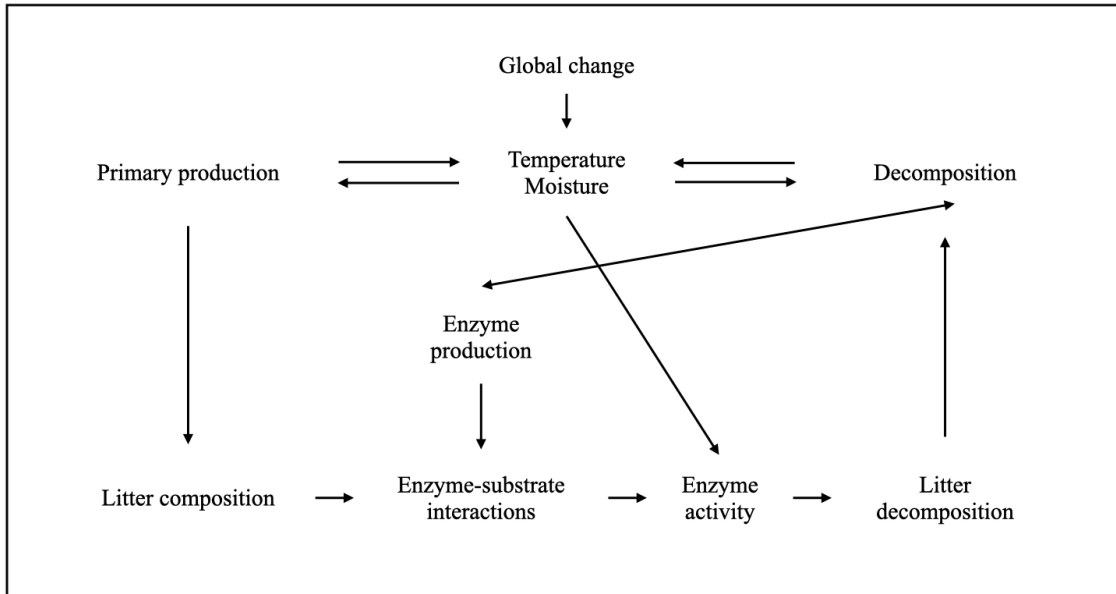 Global change
Primary production
Temperature
Moisture
Decomposition
Enzyme
production
Litter composition
Enzyme-substrate
interactions
Enzyme
activity
Litter
decomposition